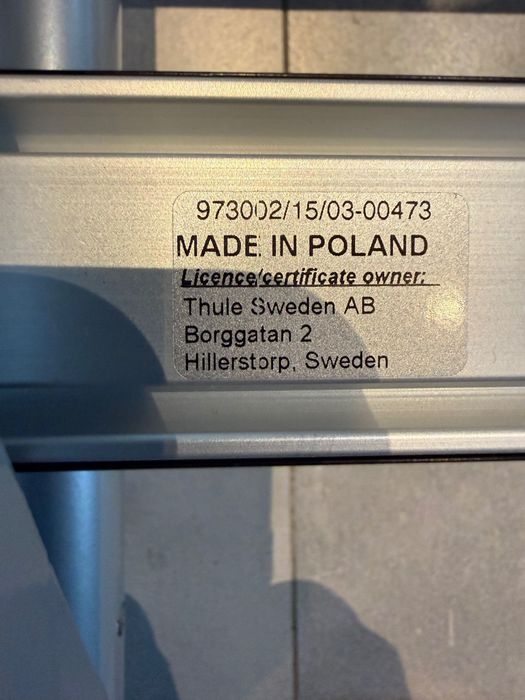 973002/15/03-00473
MADE IN POLAND
Licence/certificate owner:
Thule Sweden AB
Borggatan 2
Hillerstorp, Sweden